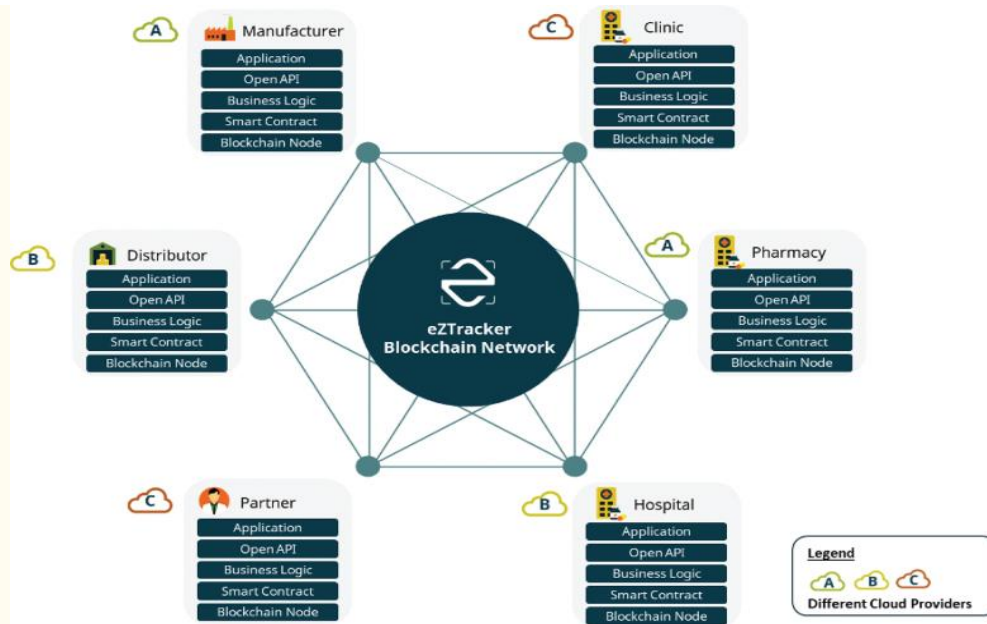 A
Manufacturer
Application
Open API
Business Logic
Smart Contract
Blockchain Node
C
Clinic
Application
Open API
Business Logic
Smart Contract
Blockchain Node
B
Distributor
Application
Open API
Business Logic
Smart Contract
Blockchain Node
eZTracker
Blockchain Network
A
Pharmacy
Application
Open API
Business Logic
Smart Contract
Blockchain Node
C
Partner
Application
Open API
Business Logic
Smart Contract
Blockchain Node
B
Hospital
Application
Open API
Business Logic
Smart Contract
Blockchain Node
Legend
A B C
Different Cloud Providers